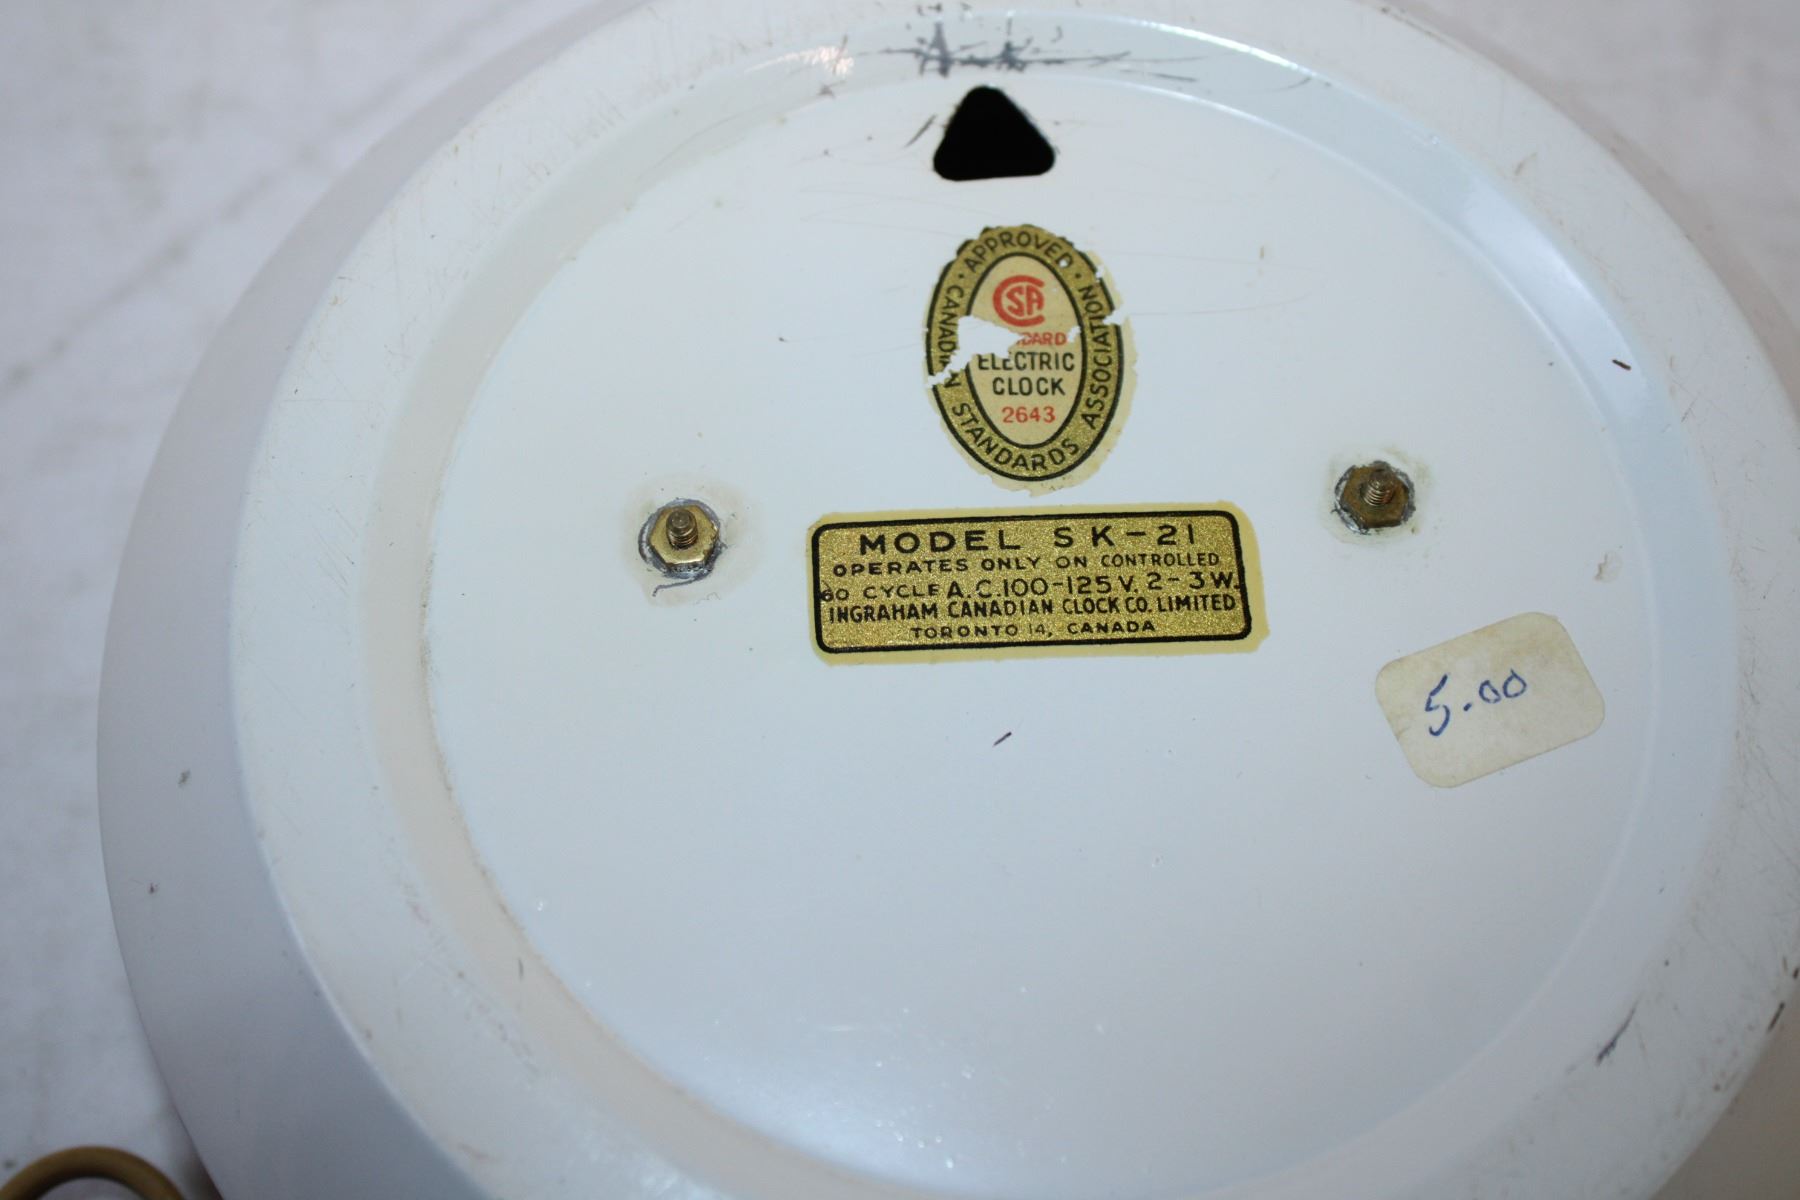 APPROVED · CANADIAN STANDARDS ASSOCIATION ·
CSA
ELECTRIC
CLOCK
2643
MODEL SK-21
OPERATES ONLY ON CONTROLLED
60 CYCLE A.C. 100-125 V. 2-3 W.
INGRAHAM CANADIAN CLOCK CO. LIMITED
TORONTO 14, CANADA
5.00